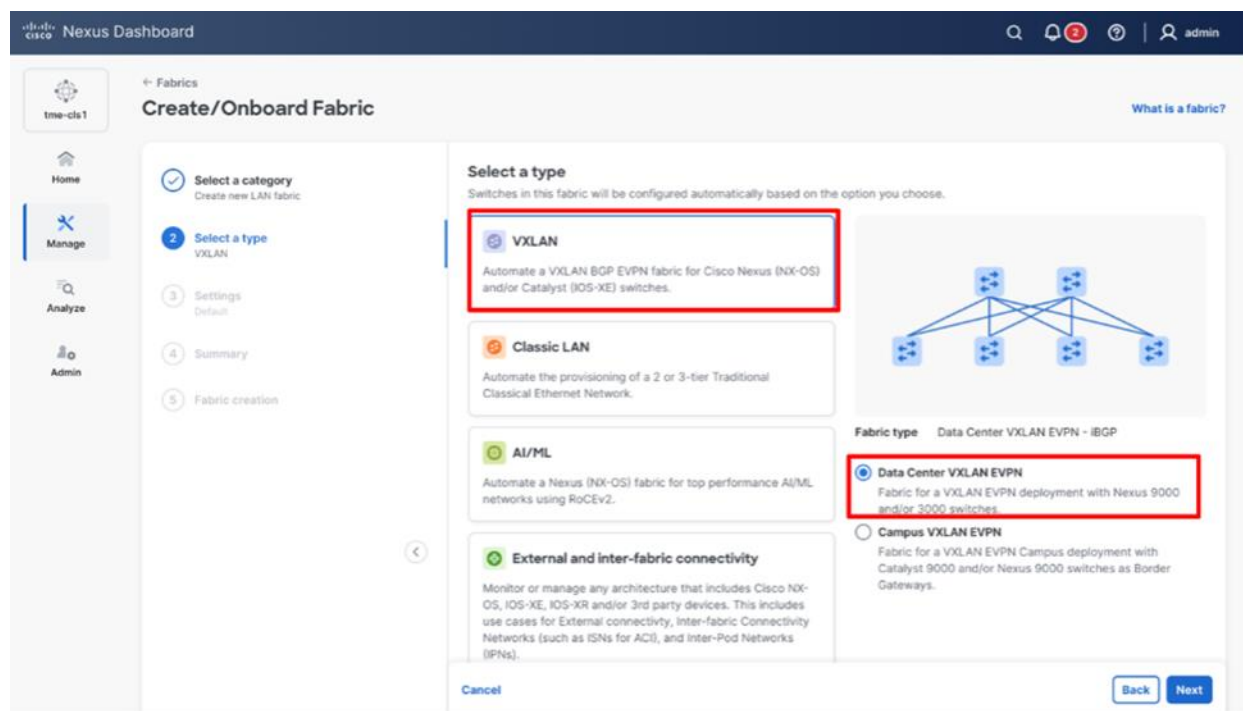 cisco Nexus Dashboard
2
admin
tme-cls1
Home
Manage
Analyze
Admin
← Fabrics
Create/Onboard Fabric
What is a fabric?
Select a category
Create new LAN fabric
2 Select a type
VXLAN
3 Settings
Default
4 Summary
5 Fabric creation
Select a type
Switches in this fabric will be configured automatically based on the option you choose.
VXLAN
Automate a VXLAN BGP EVPN fabric for Cisco Nexus (NX-OS)
and/or Catalyst (IOS-XE) switches.
Classic LAN
Automate the provisioning of a 2 or 3-tier Traditional
Classical Ethernet Network.
AI/ML
Automate a Nexus (NX-OS) fabric for top performance AI/ML
networks using RoCEv2.
External and inter-fabric connectivity
Monitor or manage any architecture that includes Cisco NX-
OS, IOS-XE, IOS-XR and/or 3rd party devices. This includes
use cases for External connectivty, Inter-fabric Connectivity
Networks (such as ISNs for ACI), and Inter-Pod Networks
(IPNs).
Fabric type Data Center VXLAN EVPN - iBGP
Data Center VXLAN EVPN
Fabric for a VXLAN EVPN deployment with Nexus 9000
and/or 3000 switches.
Campus VXLAN EVPN
Fabric for a VXLAN EVPN Campus deployment with
Catalyst 9000 and/or Nexus 9000 switches as Border
Gateways.
Cancel
Back
Next